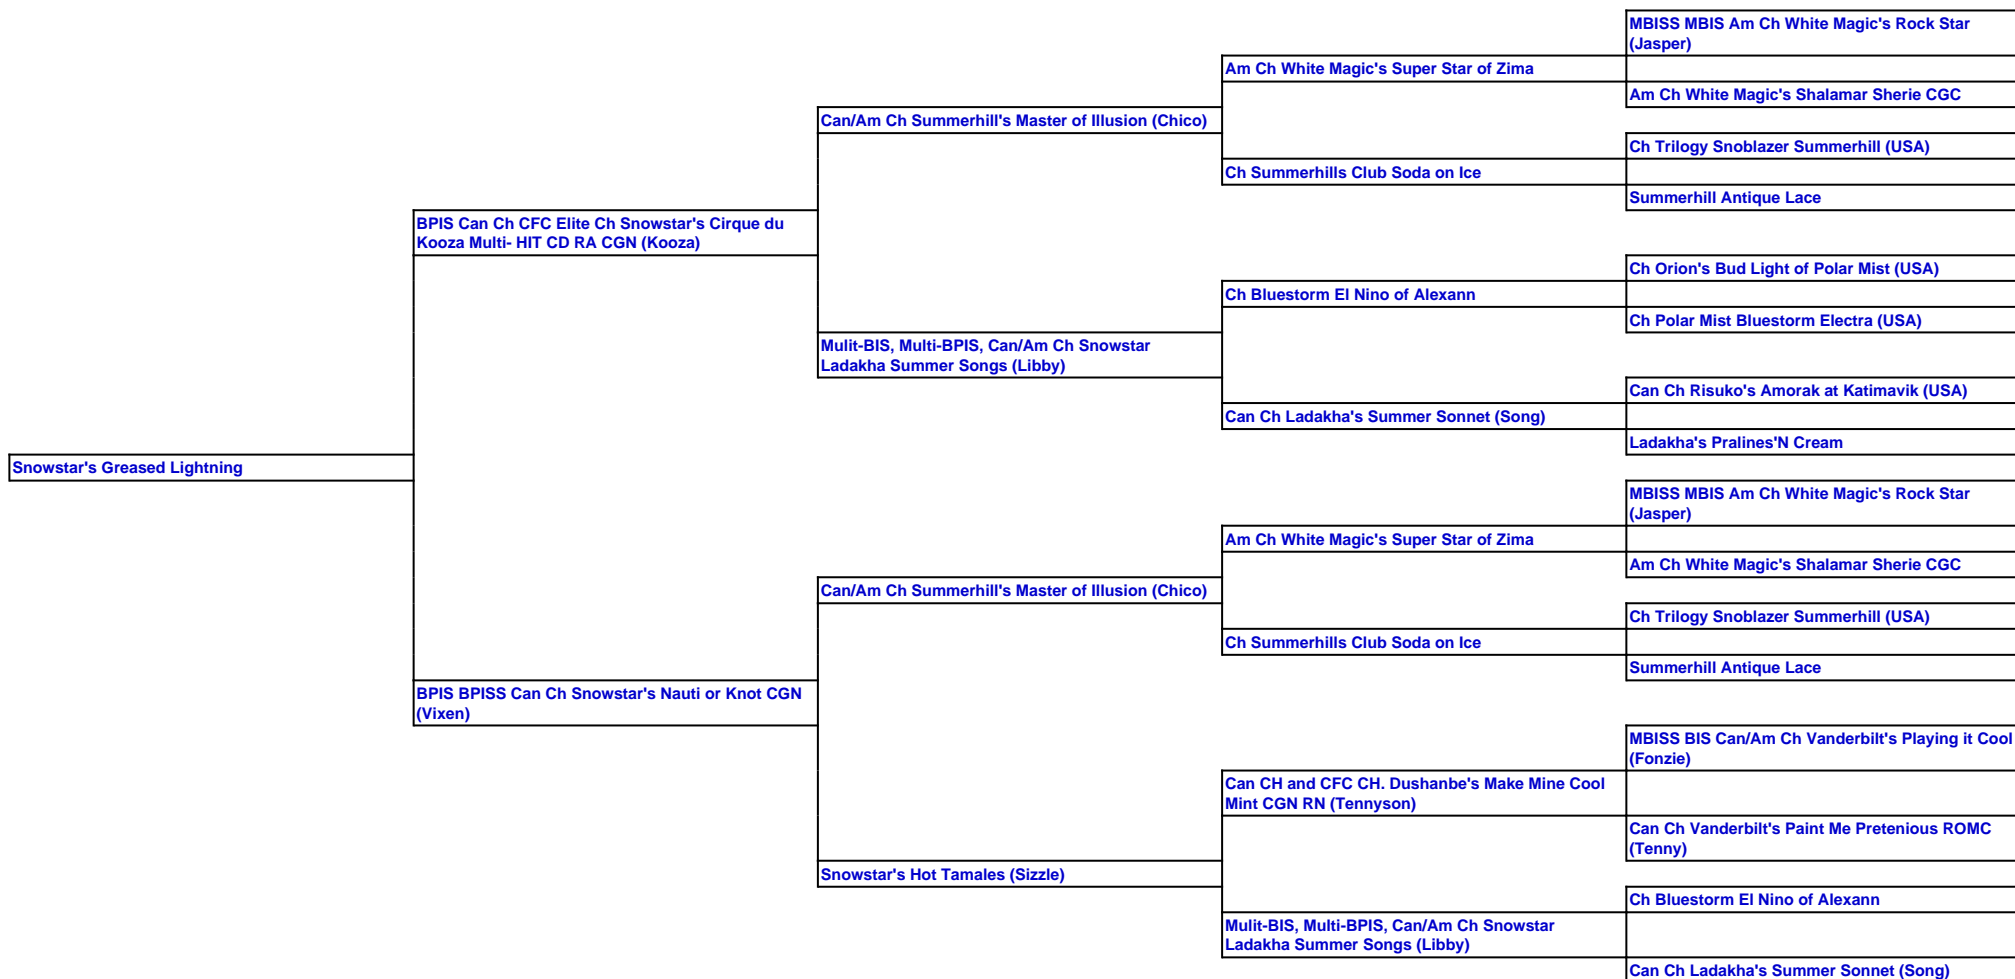 MBISS MBIS Am Ch White Magic's Rock Star
(Jasper)
Am Ch White Magic's Super Star of Zima
Am Ch White Magic's Shalamar Sherie CGC
Can/Am Ch Summerhill's Master of Illusion (Chico)
Ch Trilogy Snoblazer Summerhill (USA)
Ch Summerhills Club Soda on Ice
Summerhill Antique Lace
BPIS Can Ch CFC Elite Ch Snowstar's Cirque du
Kooza Multi- HIT CD RA CGN (Kooza)
Ch Orion's Bud Light of Polar Mist (USA)
Ch Bluestorm El Nino of Alexann
Ch Polar Mist Bluestorm Electra (USA)
Mulit-BIS, Multi-BPIS, Can/Am Ch Snowstar
Ladakha Summer Songs (Libby)
Can Ch Risuko's Amorak at Katimavik (USA)
Can Ch Ladakha's Summer Sonnet (Song)
Ladakha's Pralines'N Cream
Snowstar's Greased Lightning
MBISS MBIS Am Ch White Magic's Rock Star
(Jasper)
Am Ch White Magic's Super Star of Zima
Am Ch White Magic's Shalamar Sherie CGC
Can/Am Ch Summerhill's Master of Illusion (Chico)
Ch Trilogy Snoblazer Summerhill (USA)
Ch Summerhills Club Soda on Ice
Summerhill Antique Lace
BPIS BPISS Can Ch Snowstar's Nauti or Knot CGN
(Vixen)
MBISS BIS Can/Am Ch Vanderbilt's Playing it Cool
(Fonzie)
Can CH and CFC CH. Dushanbe's Make Mine Cool
Mint CGN RN (Tennyson)
Can Ch Vanderbilt's Paint Me Pretenious ROMC
(Tenny)
Snowstar's Hot Tamales (Sizzle)
Ch Bluestorm El Nino of Alexann
Mulit-BIS, Multi-BPIS, Can/Am Ch Snowstar
Ladakha Summer Songs (Libby)
Can Ch Ladakha's Summer Sonnet (Song)